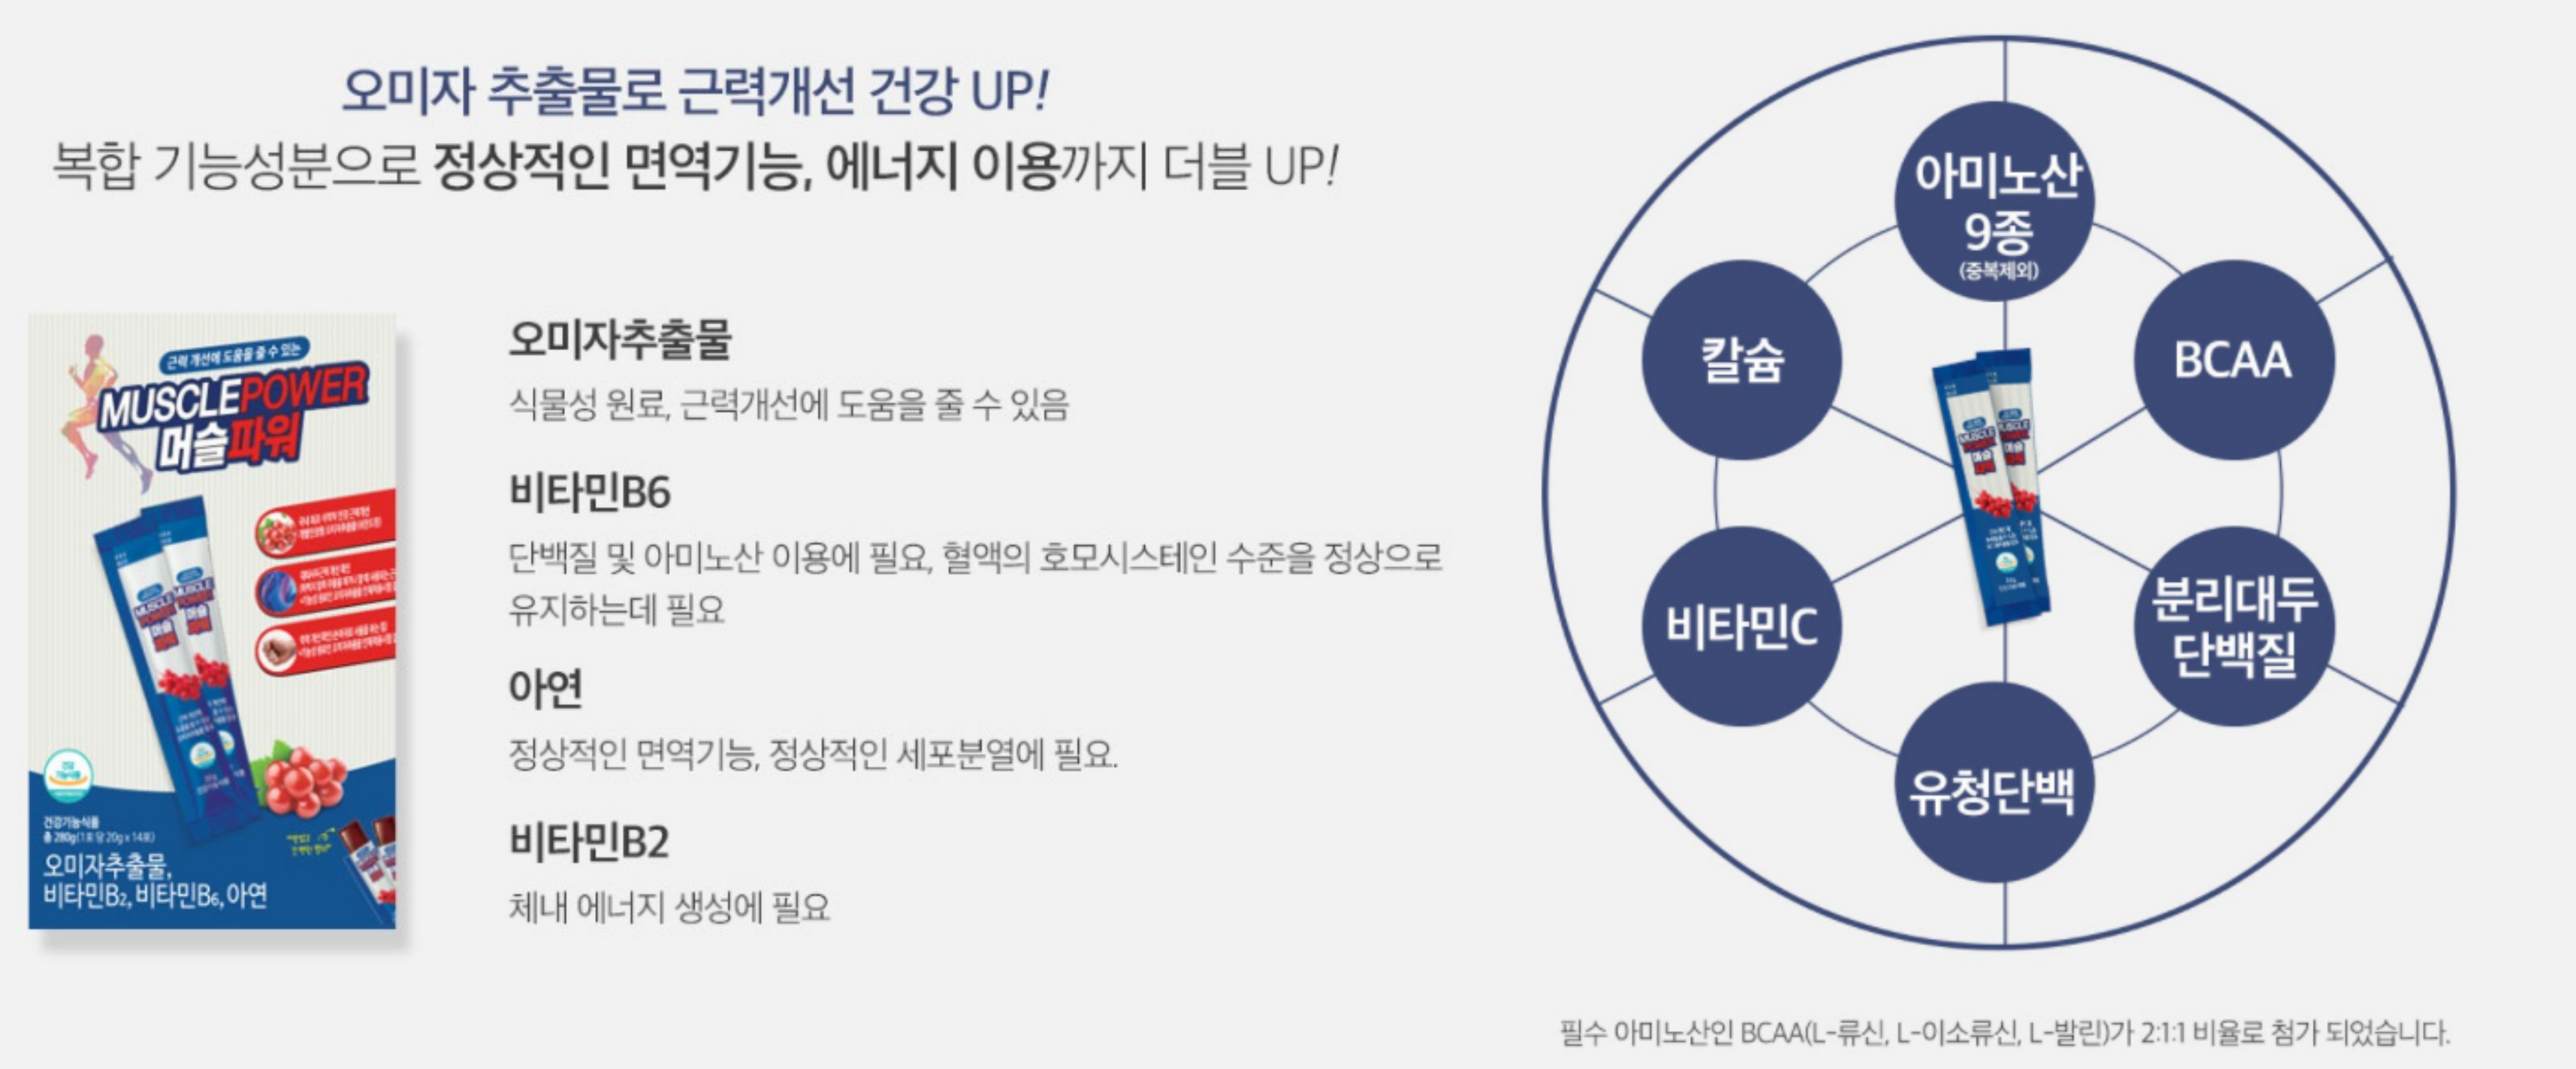 오미자 추출물로 근력개선 건강 UP!
복합 기능성분으로 정상적인 면역기능, 에너지 이용까지 더블 UP!
근력 개선에 도움을 줄 수 있는
MUSCLEPOWER
머슬파워
건강기능식품
총 280g(1포당 20g x 14포)
오미자추출물,
비타민B₂, 비타민B₆, 아연
오미자추출물
식물성 원료, 근력개선에 도움을 줄 수 있음
비타민B6
단백질 및 아미노산 이용에 필요, 혈액의 호모시스테인 수준을 정상으로
유지하는데 필요
아연
정상적인 면역기능, 정상적인 세포분열에 필요.
비타민B2
체내 에너지 생성에 필요
아미노산
9종
(중복제외)
칼슘
BCAA
비타민C
분리대두
단백질
유청단백
필수 아미노산인 BCAA(L-류신, L-이소류신, L-발린)가 2:1:1 비율로 첨가 되었습니다.